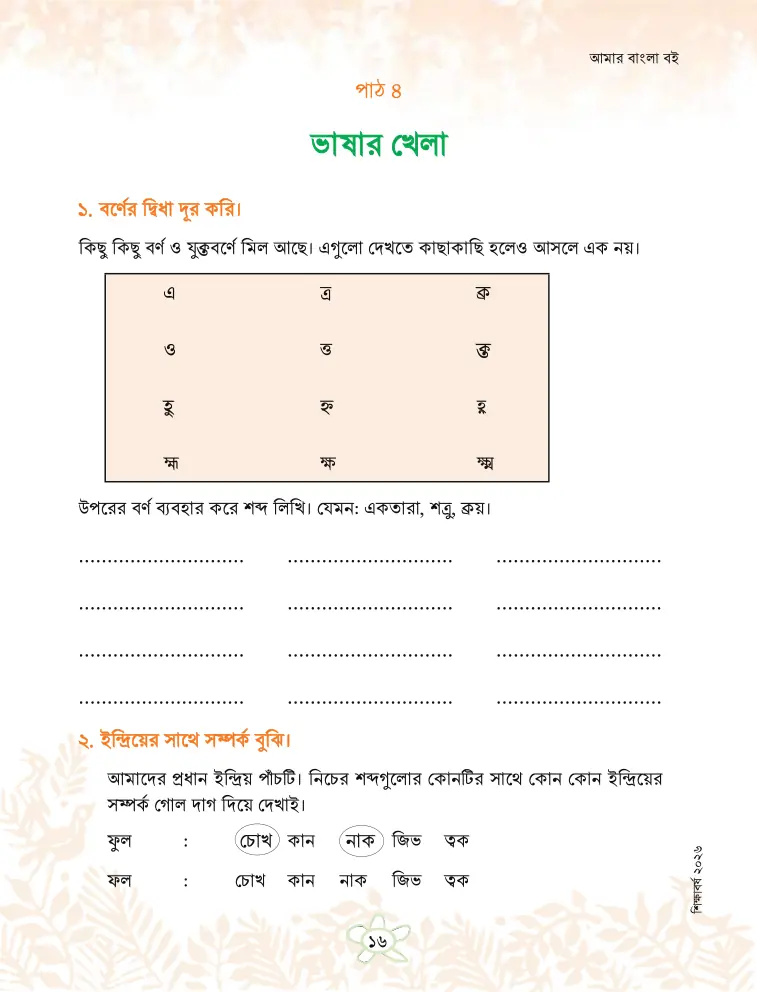 আমার বাংলা বই
পাঠ ৪
ভাষার খেলা
১. বর্ণের দ্বিধা দূর করি।
কিছু কিছু বর্ণ ও যুক্তবর্ণে মিল আছে। এগুলো দেখতে কাছাকাছি হলেও আসলে এক নয়।
এ ত্র ক্র
ও ত্ত ক্ত
হু হ্ন হ্ণ
হ্ম ক্ষ ক্ষ্ম
উপরের বর্ণ ব্যবহার করে শব্দ লিখি। যেমন: একতারা, শত্রু, ক্রয়।
............................. ............................. .............................
............................. ............................. .............................
............................. ............................. .............................
............................. ............................. .............................
২. ইন্দ্রিয়ের সাথে সম্পর্ক বুঝি।
আমাদের প্রধান ইন্দ্রিয় পাঁচটি। নিচের শব্দগুলোর কোনটির সাথে কোন কোন ইন্দ্রিয়ের
সম্পর্ক গোল দাগ দিয়ে দেখাই।
ফুল : চোখ কান নাক জিভ ত্বক
ফল : চোখ কান নাক জিভ ত্বক
শিক্ষাবর্ষ ২০২৬
১৬